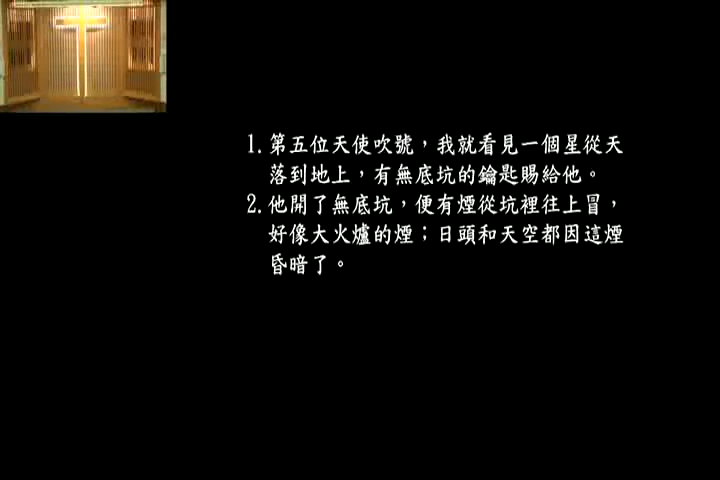 1.第五位天使吹號，我就看見一個星從天
落到地上，有無底坑的鑰匙賜給他。
2.他開了無底坑，便有煙從坑裡往上冒，
好像大火爐的煙；日頭和天空都因這煙
昏暗了。